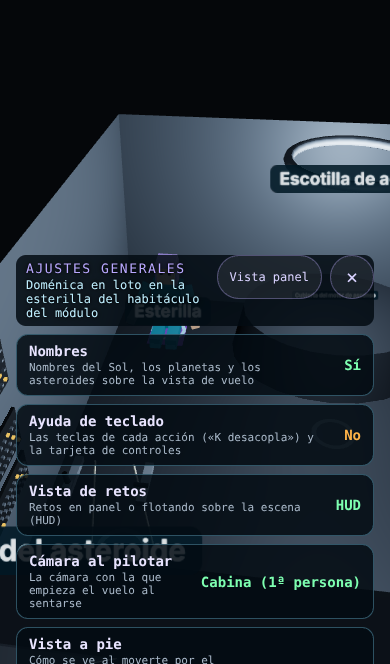 Escotilla de a
AJUSTES GENERALES
Doménica en loto en la
esterilla del habitáculo
del módulo
Vista panel
×
Esterilla
Nombres
Nombres del Sol, los planetas y los
asteroides sobre la vista de vuelo
Sí
Ayuda de teclado
Las teclas de cada acción («K desacopla») y
la tarjeta de controles
No
Vista de retos
Retos en panel o flotando sobre la escena
(HUD)
HUD
del asteroide
Cámara al pilotar
La cámara con la que
empieza el vuelo al
sentarse
Cabina (1ª persona)
Vista a pie
Cómo se ve al moverte por el